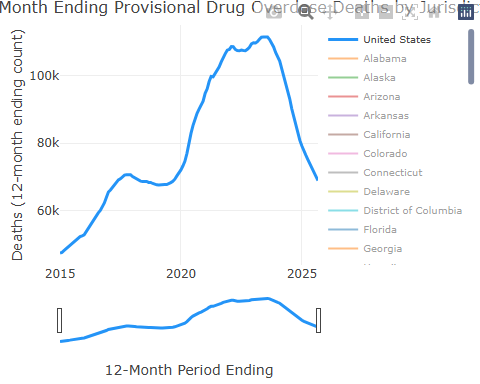 Month Ending Provisional Drug Overdose Deaths by Jurisdic
Deaths (12-month ending count)
100k
80k
60k
2015
2020
2025
12-Month Period Ending
United States
Alabama
Alaska
Arizona
Arkansas
California
Colorado
Connecticut
Delaware
District of Columbia
Florida
Georgia